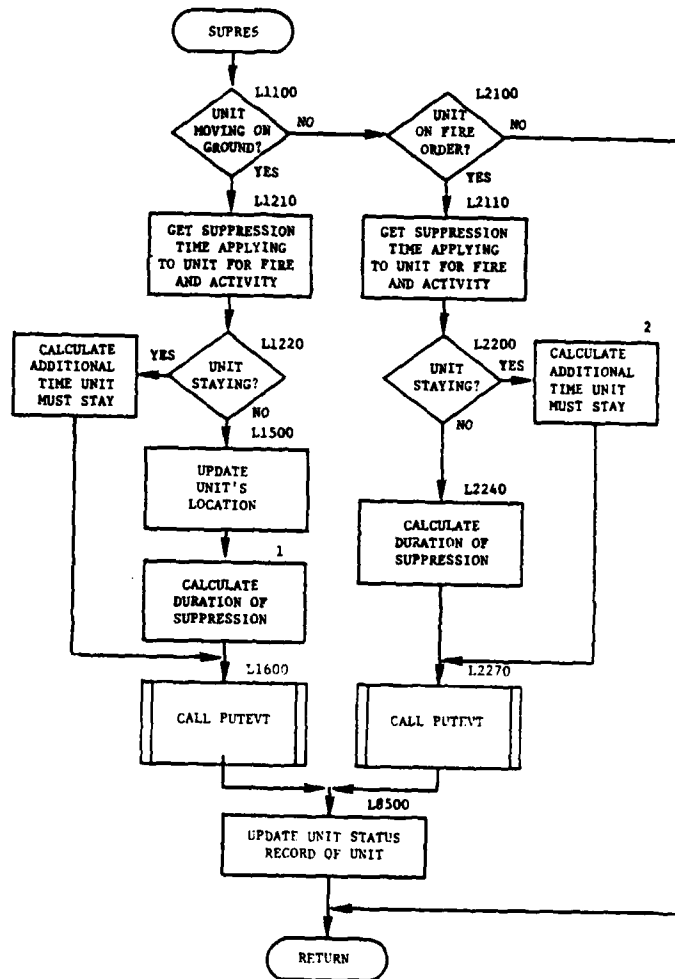 SUPRES
L1100
UNIT
MOVING ON
GROUND?
NO
YES
L2100
UNIT
ON FIRE
ORDER?
NO
YES
L1210
GET SUPPRESSION
TIME APPLYING
TO UNIT FOR FIRE
AND ACTIVITY
L2110
GET SUPPRESSION
TIME APPLYING
TO UNIT FOR FIRE
AND ACTIVITY
L1220
UNIT
STAYING?
YES
NO
CALCULATE
ADDITIONAL
TIME UNIT
MUST STAY
L2200
UNIT
STAYING?
YES
NO
2
CALCULATE
ADDITIONAL
TIME UNIT
MUST STAY
L1500
UPDATE
UNIT'S
LOCATION
L2240
CALCULATE
DURATION OF
SUPPRESSION
1
CALCULATE
DURATION OF
SUPPRESSION
L1600
CALL PUTEVT
L2270
CALL PUTEVT
L8500
UPDATE UNIT STATUS
RECORD OF UNIT
RETURN